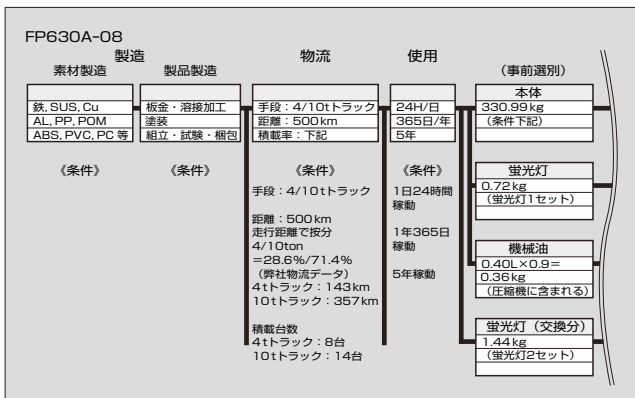 FP630A-08
製造
物流
使用
素材製造
製品製造
(事前選別)
鉄, SUS, Cu
AL, PP, POM
ABS, PVC, PC 等
板金・溶接加工
塗装
組立・試験・梱包
手段:4/10tトラック
距離:500km
積載率:下記
24H/日
365日/年
5年
本体
330.99kg
(条件下記)
《条件》
《条件》
《条件》
手段:4/10tトラック
距離:500km
走行距離で按分
4/10ton
=28.6%/71.4%
(弊社物流データ)
4tトラック:143km
10tトラック:357km
積載台数
4tトラック:8台
10tトラック:14台
《条件》
1日24時間
稼動
1年365日
稼動
5年稼動
蛍光灯
0.72kg
(蛍光灯1セット)
機械油
0.40L×0.9=
0.36kg
(圧縮機に含まれる)
蛍光灯(交換分)
1.44kg
(蛍光灯2セット)